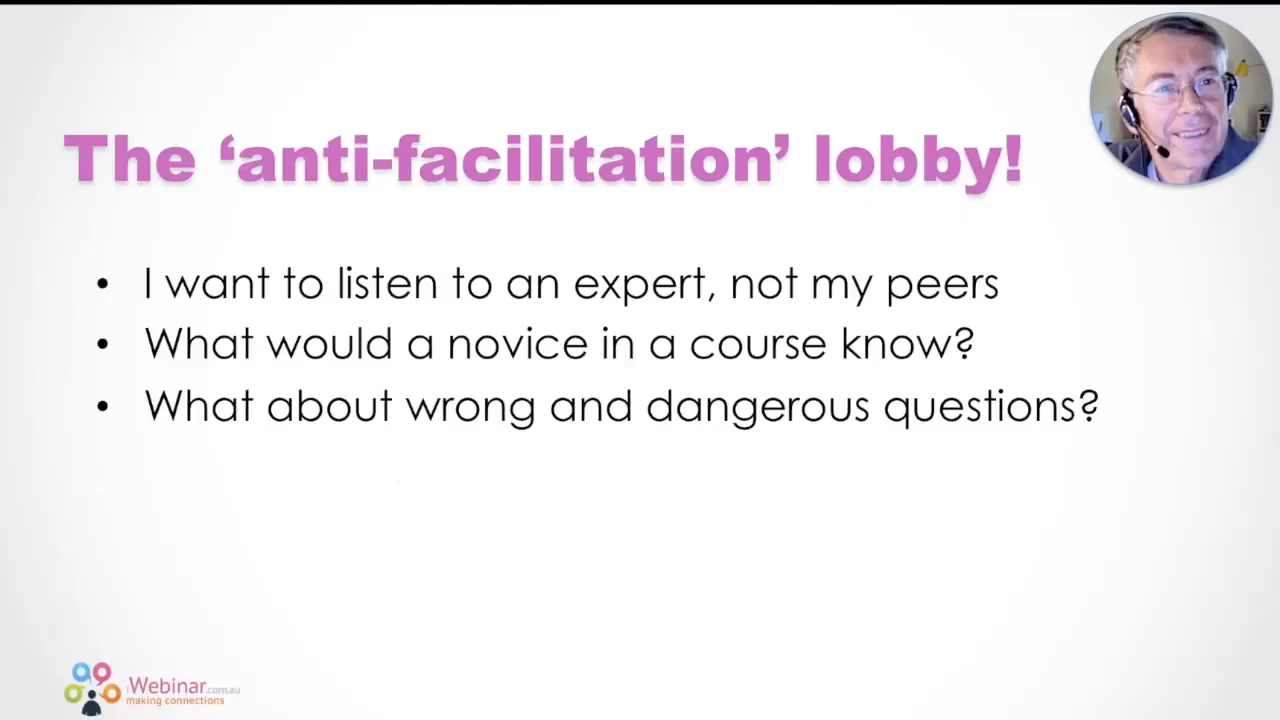 The ‘anti-facilitation’ lobby!
• I want to listen to an expert, not my peers
• What would a novice in a course know?
• What about wrong and dangerous questions?
iWebinar.com.au
making connections